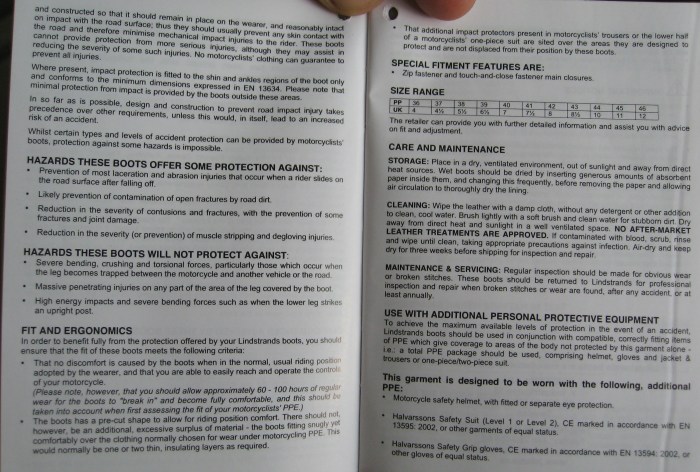 and constructed so that it should remain in place on the wearer, and reasonably intact
on impact with the road surface; thus they should usually prevent any skin contact with
the road and therefore minimise mechanical impact injuries to the rider. These boots
cannot provide protection from more serious injuries, although they may assist in
reducing the severity of some such injuries. No motorcyclists' clothing can guarantee to
prevent all injuries.
Where present, impact protection is fitted to the shin and ankles regions of the boot only
and conforms to the minimum dimensions expressed in EN 13634. Please note that
minimal protection from impact is provided by the boots outside these areas.
In so far as is possible, design and construction to prevent road impact injury takes
precedence over other requirements, unless this would, in itself, lead to an increased
risk of an accident.
Whilst certain types and levels of accident protection can be provided by motorcyclists'
boots, protection against some hazards is impossible.
HAZARDS THESE BOOTS OFFER SOME PROTECTION AGAINST:
• Prevention of most laceration and abrasion injuries that occur when a rider slides on
the road surface after falling off.
• Likely prevention of contamination of open fractures by road dirt.
• Reduction in the severity of contusions and fractures, with the prevention of some
fractures and joint damage.
• Reduction in the severity (or prevention) of muscle stripping and degloving injuries.
HAZARDS THESE BOOTS WILL NOT PROTECT AGAINST:
• Severe bending, crushing and torsional forces, particularly those which occur when
the leg becomes trapped between the motorcycle and another vehicle or the road.
• Massive penetrating injuries on any part of the area of the leg covered by the boot.
• High energy impacts and severe bending forces such as when the lower leg strikes
an upright post.
FIT AND ERGONOMICS
In order to benefit fully from the protection offered by your Lindstrands boots, you should
ensure that the fit of these boots meets the following criteria:
• That no discomfort is caused by the boots when in the normal, usual riding position
adopted by the wearer, and that you are able to easily reach and operate the controls
of your motorcycle.
(Please note, however, that you should allow approximately 60 - 100 hours of regular
wear for the boots to "break in" and become fully comfortable, and this should be
taken into account when first assessing the fit of your motorcyclists' PPE.)
• The boots has a pre-cut shape to allow for riding position comfort. There should not,
however, be an additional, excessive surplus of material - the boots fitting snugly yet
comfortably over the clothing normally chosen for wear under motorcycling PPE. This
would normally be one or two thin, insulating layers as required.
• That additional impact protectors present in motorcyclists' trousers or the lower half
of a motorcyclists' one-piece suit are sited over the areas they are designed to
protect and are not displaced from their position by these boots.
SPECIAL FITMENT FEATURES ARE:
• Zip fastener and touch-and-close fastener main closures.
SIZE RANGE
PP 36 37 38 39 40 41 42 43 44 45 46
UK 4 4½ 5½ 6½ 7 7½ 8 8½ 10 11 12
The retailer can provide you with further detailed information and assist you with advice
on fit and adjustment.
CARE AND MAINTENANCE
STORAGE: Place in a dry, ventilated environment, out of sunlight and away from direct
heat sources. Wet boots should be dried by inserting generous amounts of absorbent
paper inside them, and changing this frequently, before removing the paper and allowing
air circulation to thoroughly dry the lining.
CLEANING: Wipe the leather with a damp cloth, without any detergent or other addition
to clean, cool water. Brush lightly with a soft brush and clean water for stubborn dirt. Dry
away from direct heat and sunlight in a well ventilated space. NO AFTER-MARKET
LEATHER TREATMENTS ARE APPROVED. If contaminated with blood, scrub, rinse
and wipe until clean, taking appropriate precautions against infection. Air-dry and keep
dry for three weeks before shipping for inspection and repair.
MAINTENANCE & SERVICING: Regular inspection should be made for obvious wear
or broken stitches. These boots should be returned to Lindstrands for professional
inspection and repair when broken stitches or wear are found, after any accident, or at
least annually.
USE WITH ADDITIONAL PERSONAL PROTECTIVE EQUIPMENT
To achieve the maximum available levels of protection in the event of an accident,
Lindstrands boots should be used in conjunction with compatible, correctly fitting items
of PPE which give coverage to areas of the body not protected by this garment alone -
i.e. a total PPE package should be used, comprising helmet, gloves and jacket &
trousers or one-piece/two-piece suit.
This garment is designed to be worn with the following, additional
PPE:
• Motorcycle safety helmet, with fitted or separate eye protection.
• Halvarssons Safety Suit (Level 1 or Level 2), CE marked in accordance with EN
13595: 2002, or other garments of equal status.
• Halvarssons Safety Grip gloves, CE marked in accordance with EN 13594: 2002, or
other gloves of equal status.